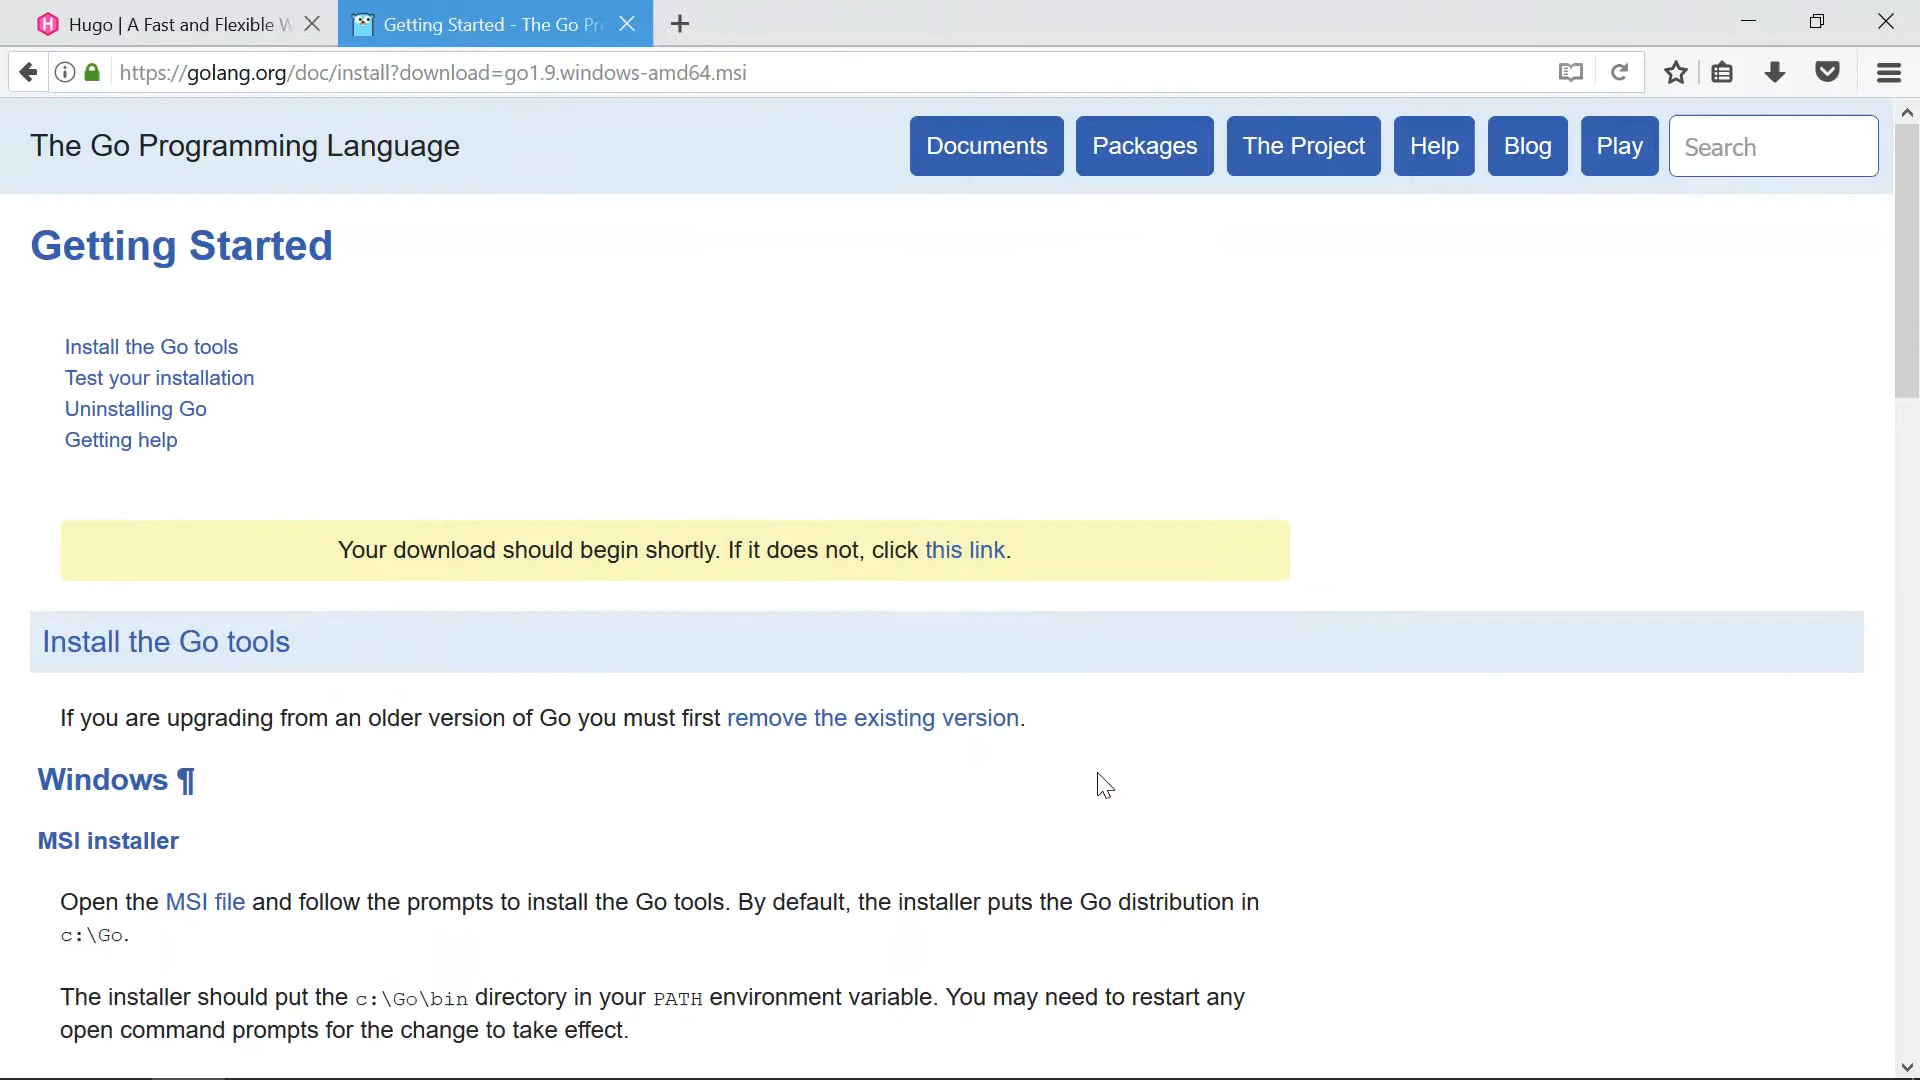 Hugo | A Fast and Flexible W
Getting Started - The Go Pr
https://golang.org/doc/install?download=go1.9.windows-amd64.msi
The Go Programming Language
Documents
Packages
The Project
Help
Blog
Play
Search
Getting Started
Install the Go tools
Test your installation
Uninstalling Go
Getting help
Your download should begin shortly. If it does not, click this link.
Install the Go tools
If you are upgrading from an older version of Go you must first remove the existing version.
Windows ¶
MSI installer
Open the MSI file and follow the prompts to install the Go tools. By default, the installer puts the Go distribution in
c:\Go.
The installer should put the c:\Go\bin directory in your PATH environment variable. You may need to restart any
open command prompts for the change to take effect.